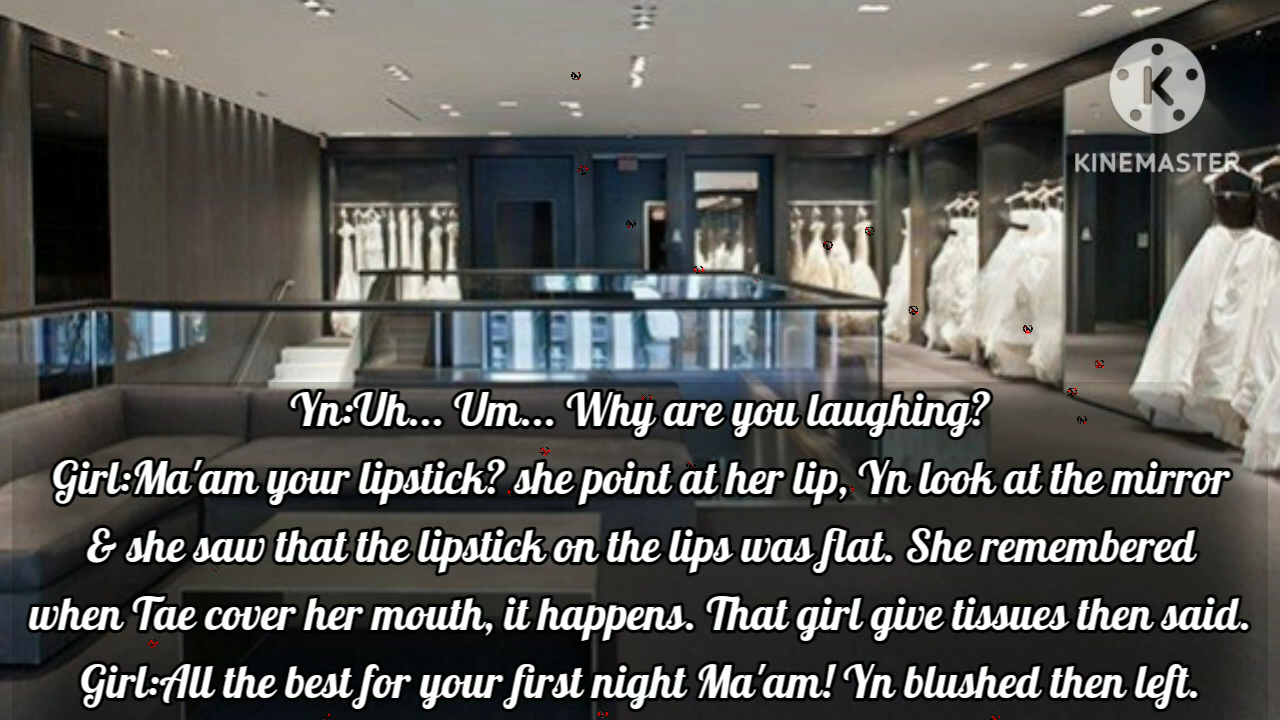 KINEMASTER
Yn:Uh... Um... Why are you laughing?
Girl:Ma'am your lipstick? she point at her lip, Yn look at the mirror
& she saw that the lipstick on the lips was flat. She remembered
when Tae cover her mouth, it happens. That girl give tissues then said.
Girl:All the best for your first night Ma'am! Yn blushed then left.